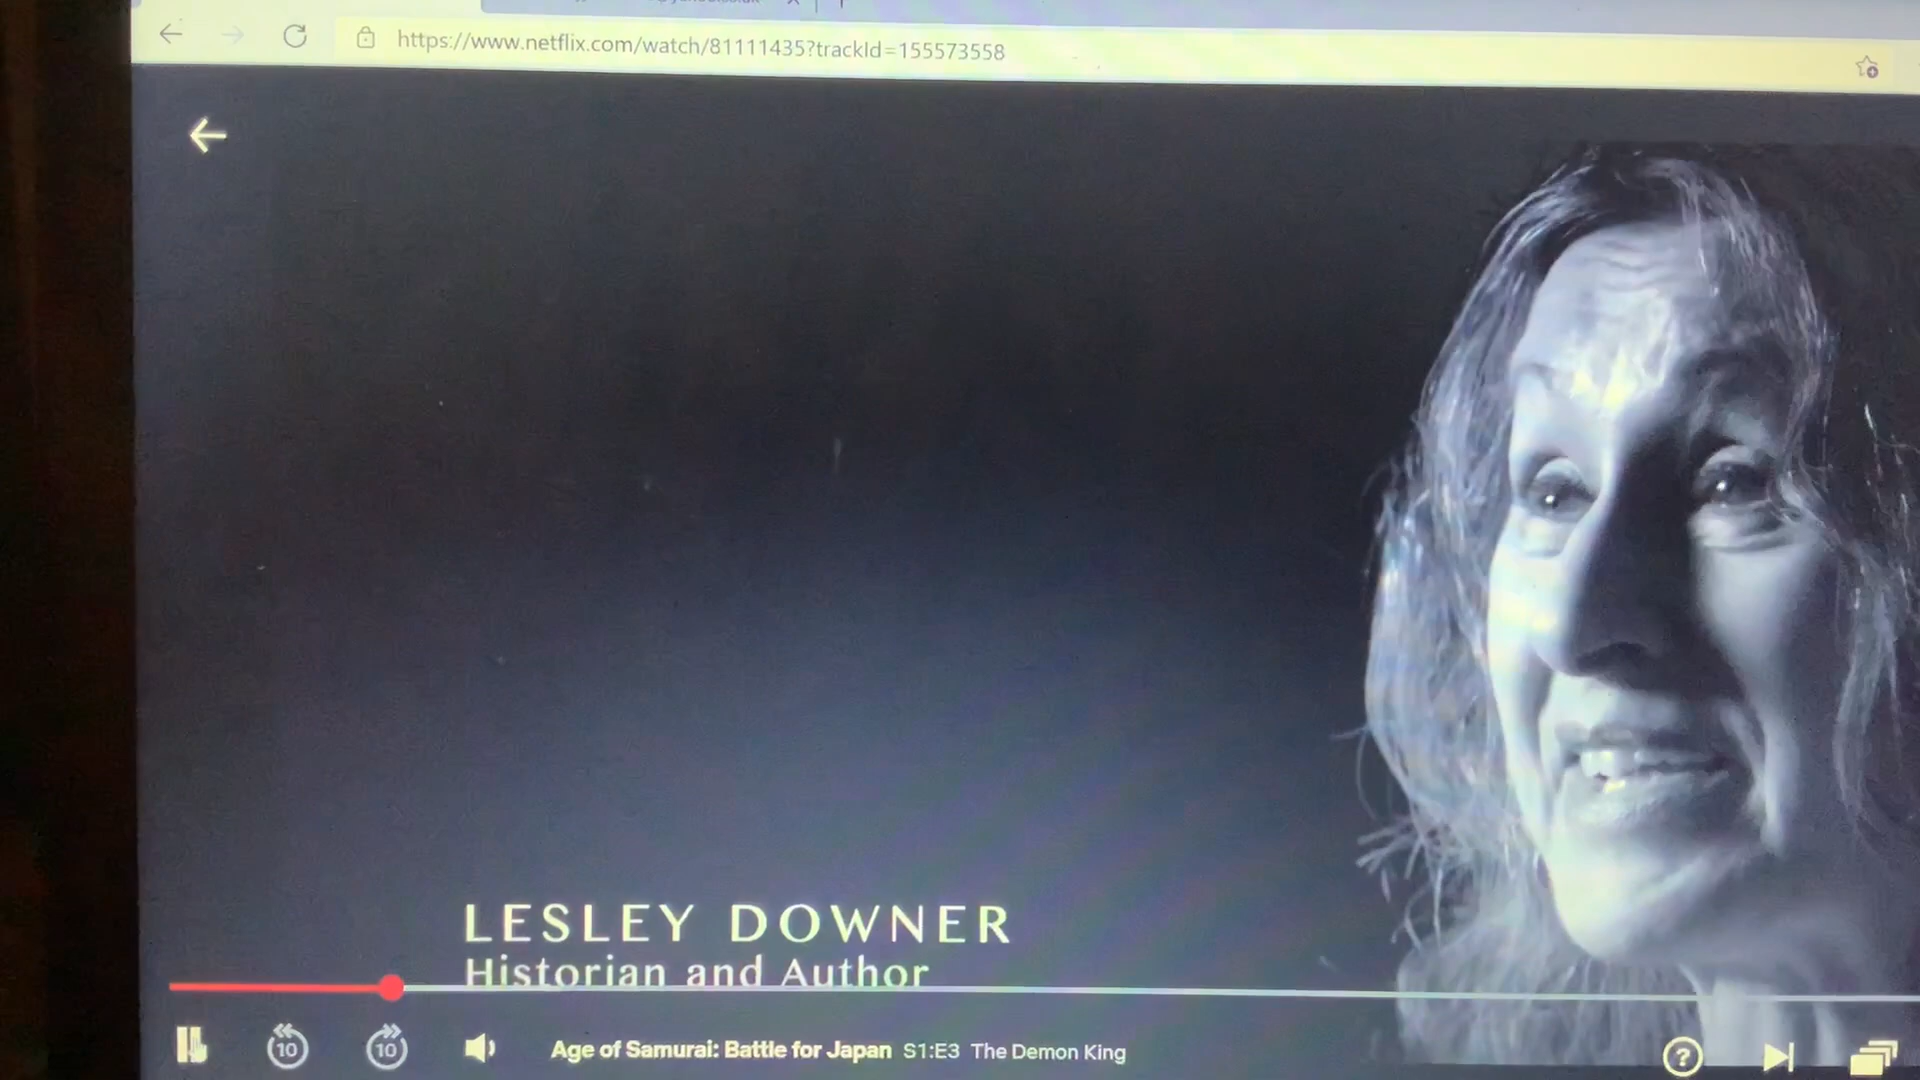 https://www.netflix.com/watch/81111435?trackId=155573558
LESLEY DOWNER
Historian and Author
10
10
Age of Samurai: Battle for Japan S1:E3 The Demon King
?